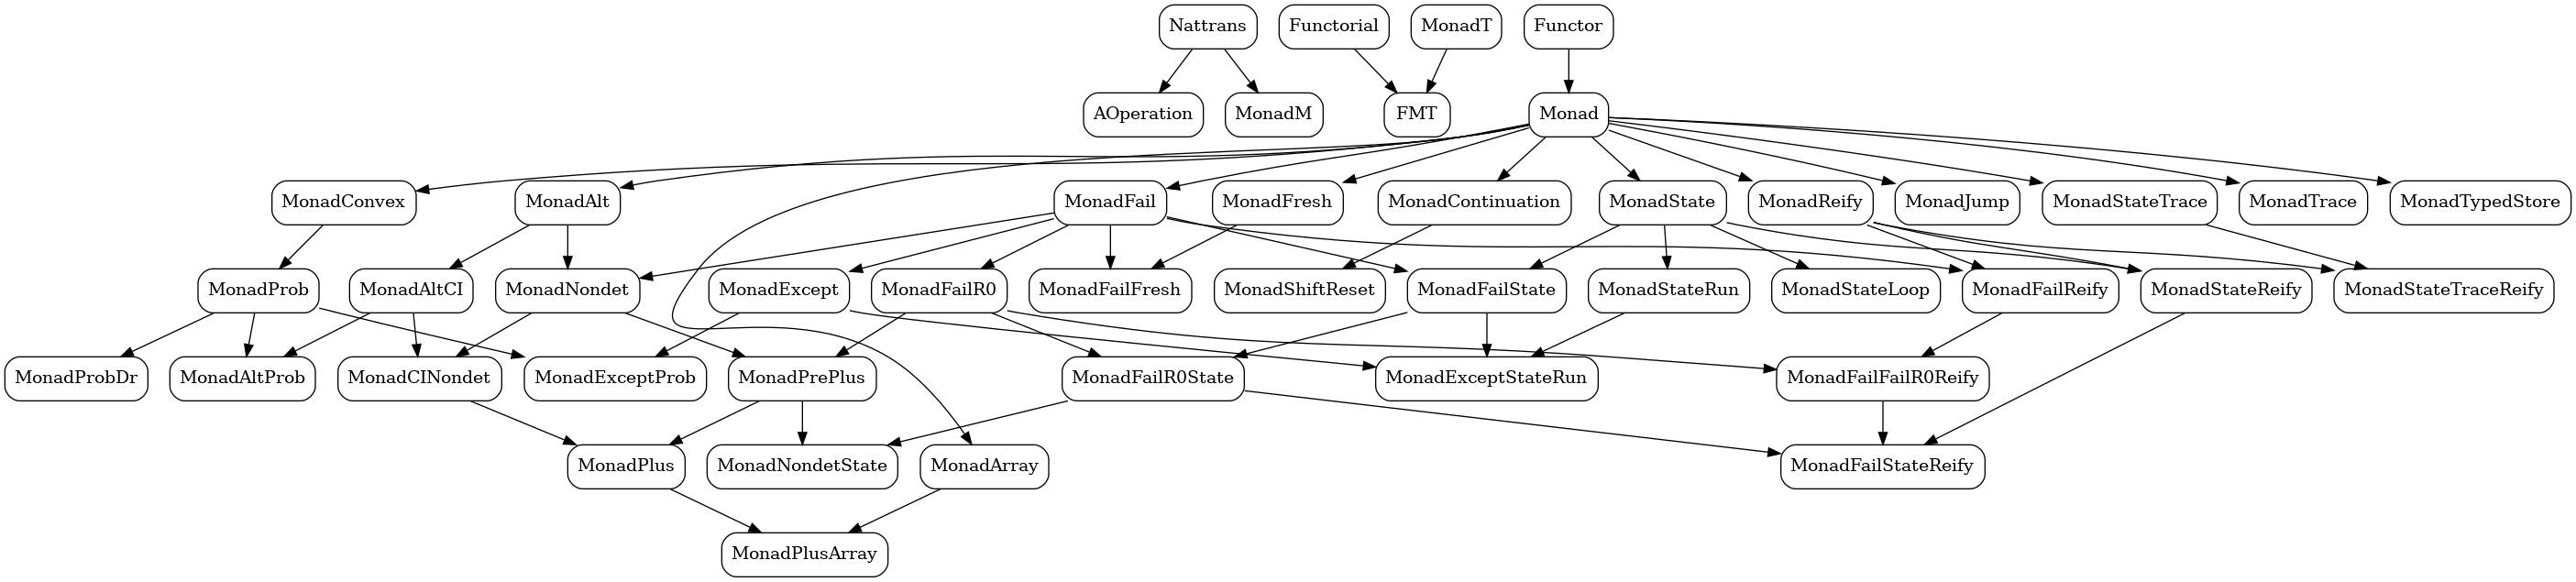 Nattrans
Functorial
MonadT
Functor
AOperation
MonadM
FMT
Monad
MonadConvex
MonadAlt
MonadFail
MonadFresh
MonadContinuation
MonadState
MonadReify
MonadJump
MonadStateTrace
MonadTrace
MonadTypedStore
MonadProb
MonadAltCI
MonadNondet
MonadExcept
MonadFailR0
MonadFailFresh
MonadShiftReset
MonadFailState
MonadStateRun
MonadStateLoop
MonadFailReify
MonadStateReify
MonadStateTraceReify
MonadProbDr
MonadAltProb
MonadCINondet
MonadExceptProb
MonadPrePlus
MonadFailR0State
MonadExceptStateRun
MonadFailFailR0Reify
MonadPlus
MonadNondetState
MonadArray
MonadFailStateReify
MonadPlusArray